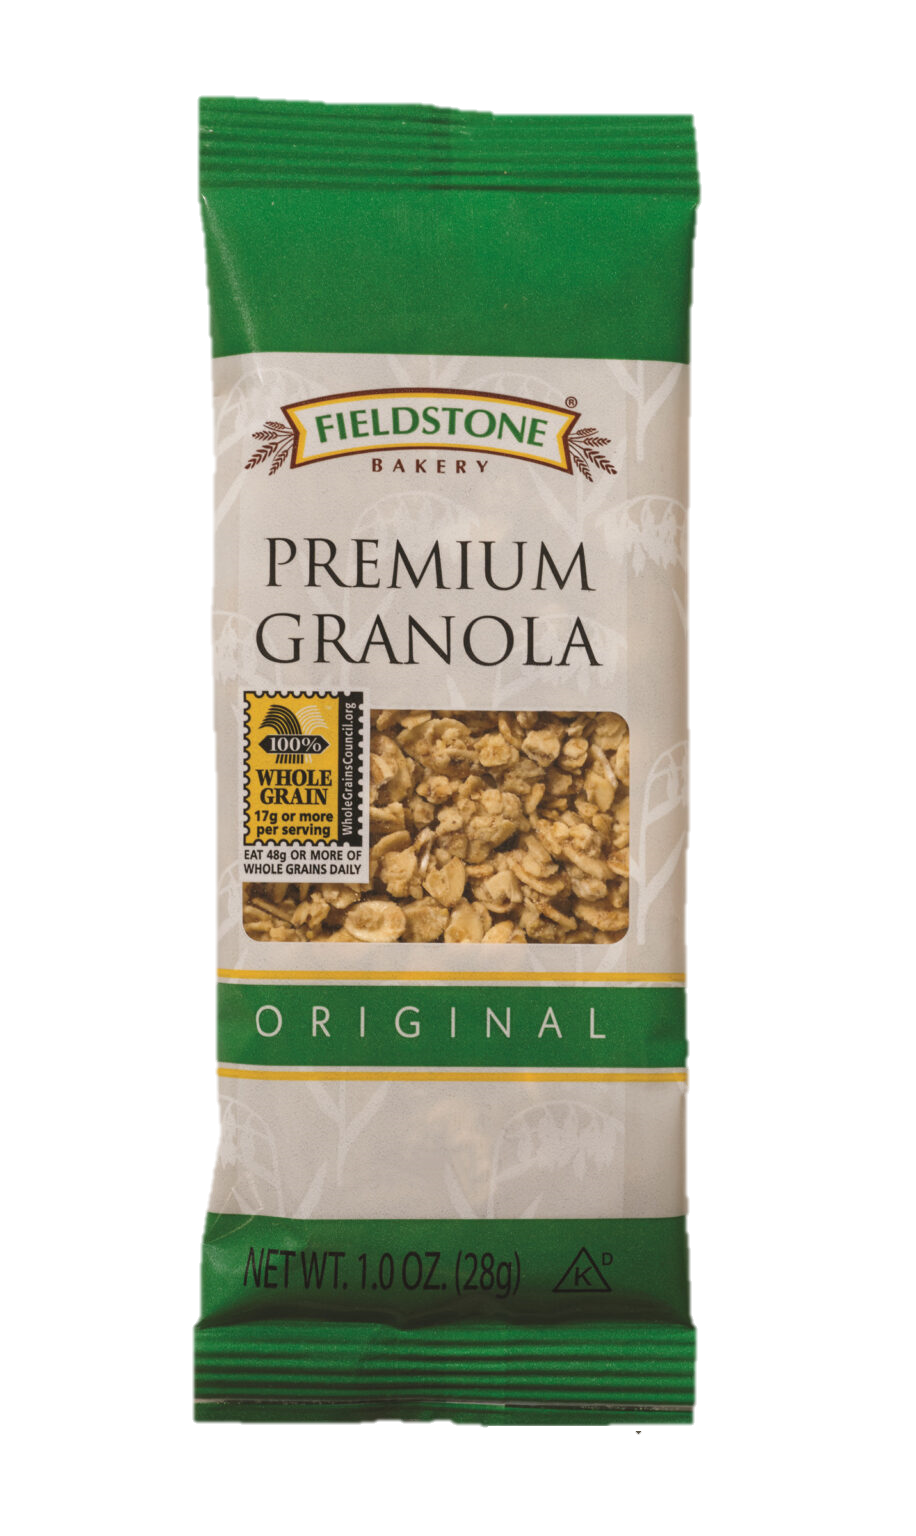 FIELDSTONE®
BAKERY
PREMIUM
GRANOLA
100%
WHOLE
GRAIN
17g or more
per serving
WholeGrainsCouncil.org
EAT 48g OR MORE OF
WHOLE GRAINS DAILY
ORIGINAL
NET WT. 1.0 OZ. (28g)
K D